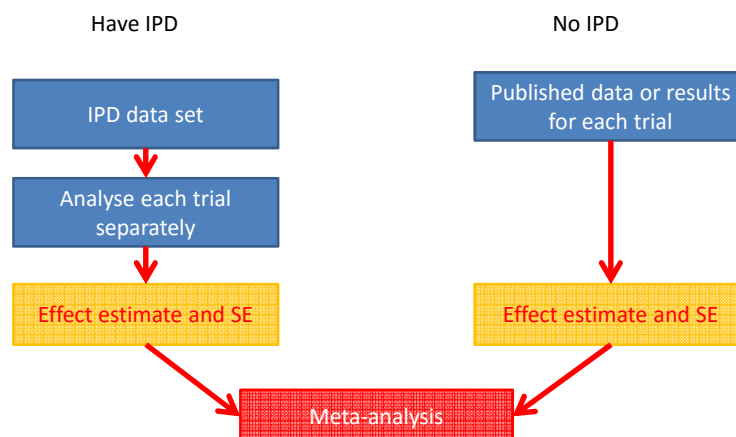 Have IPD
No IPD
IPD data set
Published data or results
for each trial
Analyse each trial
separately
Effect estimate and SE
Effect estimate and SE
Meta-analysis